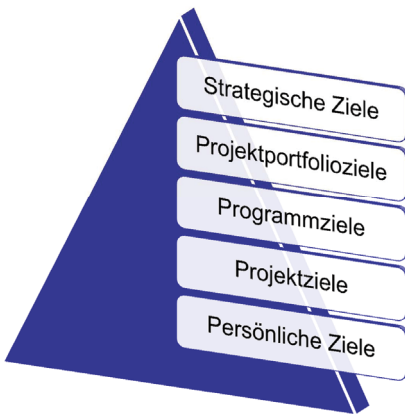 Strategische Ziele
Projektportfolioziele
Programmziele
Projektziele
Persönliche Ziele